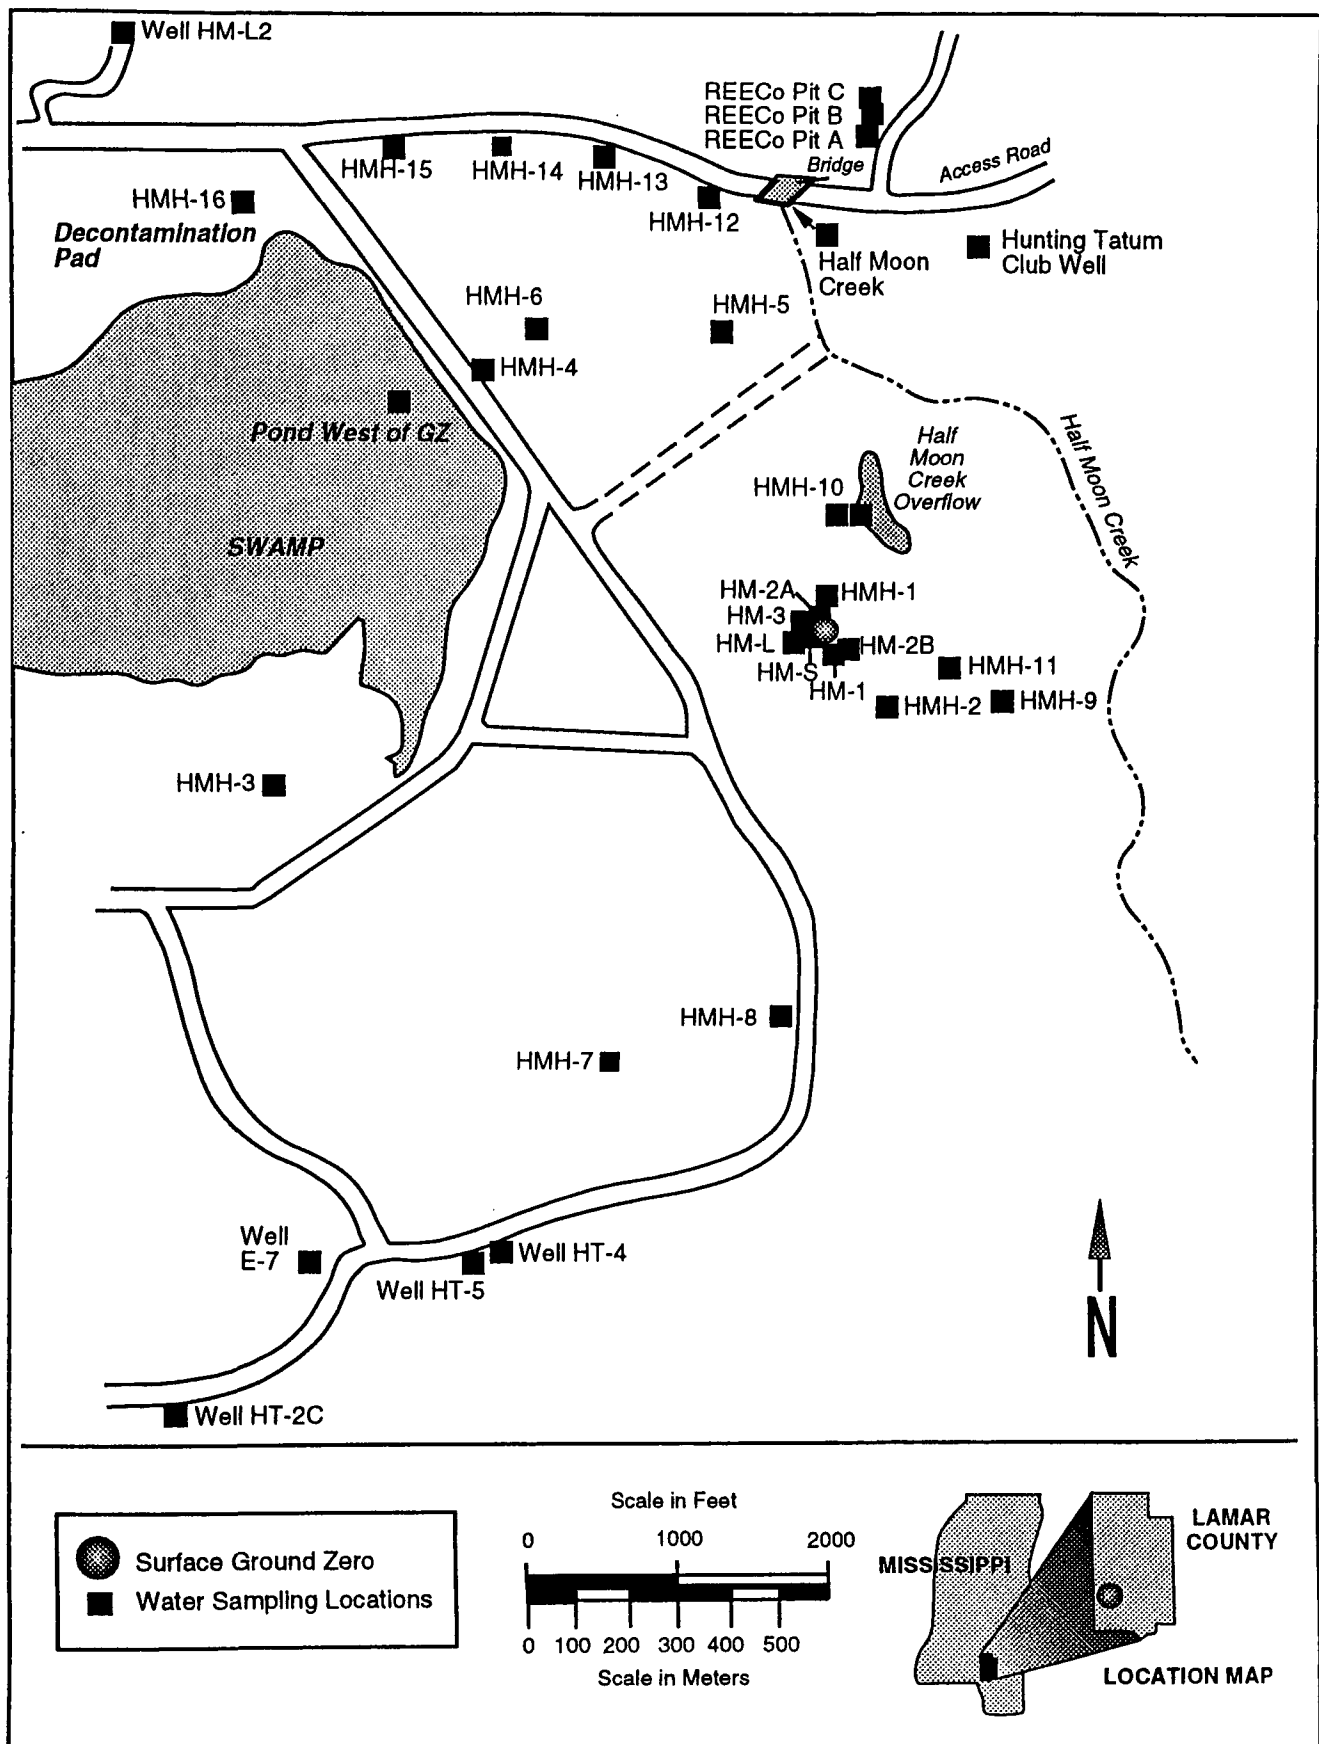 Well HM-L2
REECo Pit C
REECo Pit B
REECo Pit A
Bridge
Access Road
HMH-15
HMH-14
HMH-13
HMH-12
HMH-16
Decontamination
Pad
Half Moon
Creek
Hunting Tatum
Club Well
HMH-6
HMH-5
HMH-4
Pond West of GZ
Half
Moon
Creek
Overflow
Half Moon Creek
HMH-10
SWAMP
HM-2A
HMH-1
HM-3
HM-L
HM-2B
HM-S
HM-1
HMH-11
HMH-2
HMH-9
HMH-3
HMH-8
HMH-7
Well
E-7
Well HT-4
Well HT-5
N
Well HT-2C
Surface Ground Zero
Water Sampling Locations
Scale in Feet
0 1000 2000
0 100 200 300 400 500
Scale in Meters
MISSISSIPPI
LAMAR
COUNTY
LOCATION MAP